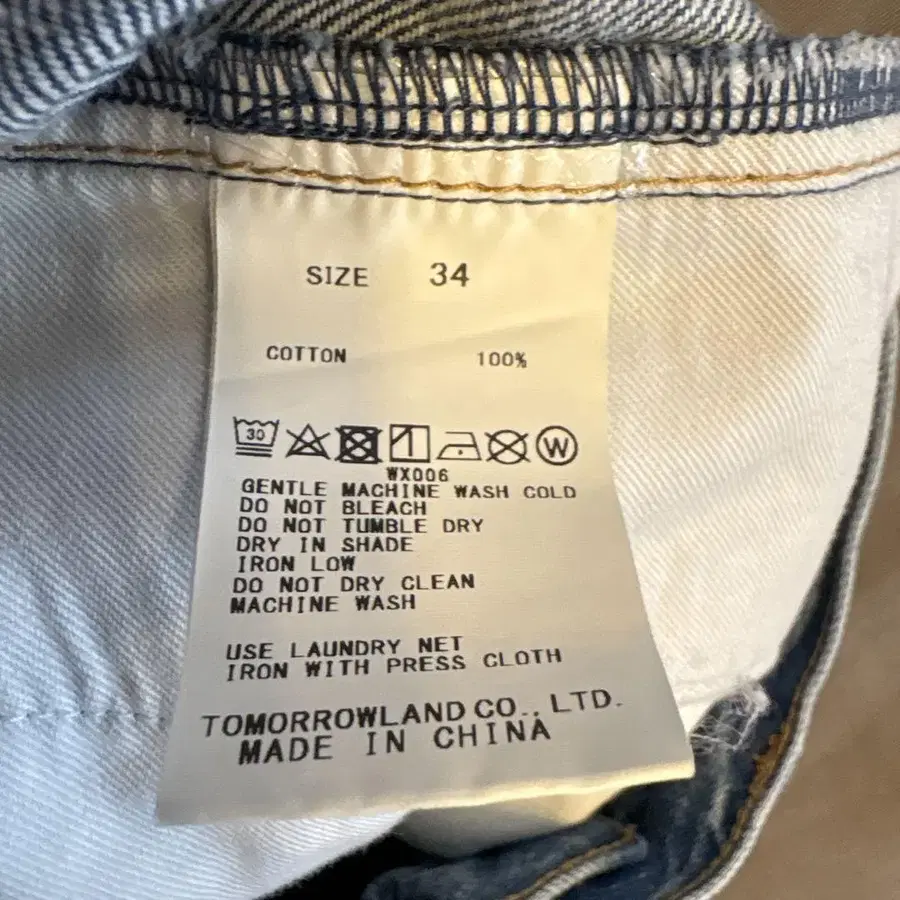 SIZE 34
COTTON 100%
30 W
WX006
GENTLE MACHINE WASH COLD
DO NOT BLEACH
DO NOT TUMBLE DRY
DRY IN SHADE
IRON LOW
DO NOT DRY CLEAN
MACHINE WASH
USE LAUNDRY NET
IRON WITH PRESS CLOTH
TOMORROWLAND CO., LTD.
MADE IN CHINA